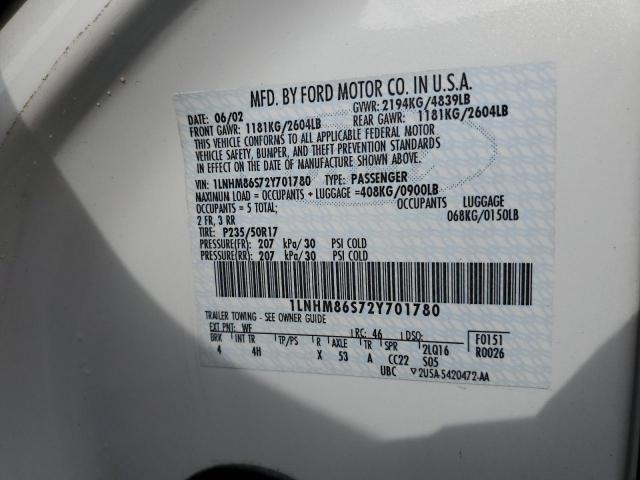 MFD. BY FORD MOTOR CO. IN U.S.A.
DATE: 06/02 GVWR: 2194KG/4839LB
FRONT GAWR: 1181KG/2604LB REAR GAWR: 1181KG/2604LB
THIS VEHICLE CONFORMS TO ALL APPLICABLE FEDERAL MOTOR
VEHICLE SAFETY, BUMPER, AND THEFT PREVENTION STANDARDS
IN EFFECT ON THE DATE OF MANUFACTURE SHOWN ABOVE.
VIN: 1LNHM86S72Y701780 TYPE: PASSENGER
MAXIMUM LOAD = OCCUPANTS + LUGGAGE =408KG/0900LB
OCCUPANTS = 5 TOTAL; LUGGAGE
2 FR, 3 RR 068KG/0150LB
TIRE: P235/50R17
PRESSURE(FR): 207 kPa/ 30 PSI COLD
PRESSURE(RR): 207 kPa/ 30 PSI COLD
1LNHM86S72Y701780
TRAILER TOWING - SEE OWNER GUIDE
EXT PNT: WF RC: 46 DSO: F0151
BRK INT TR TP/PS R AXLE TR SPR 2LQ16 R0026
4 4H X 53 A CC22 S05
UBC ▽2U5A-5420472-AA